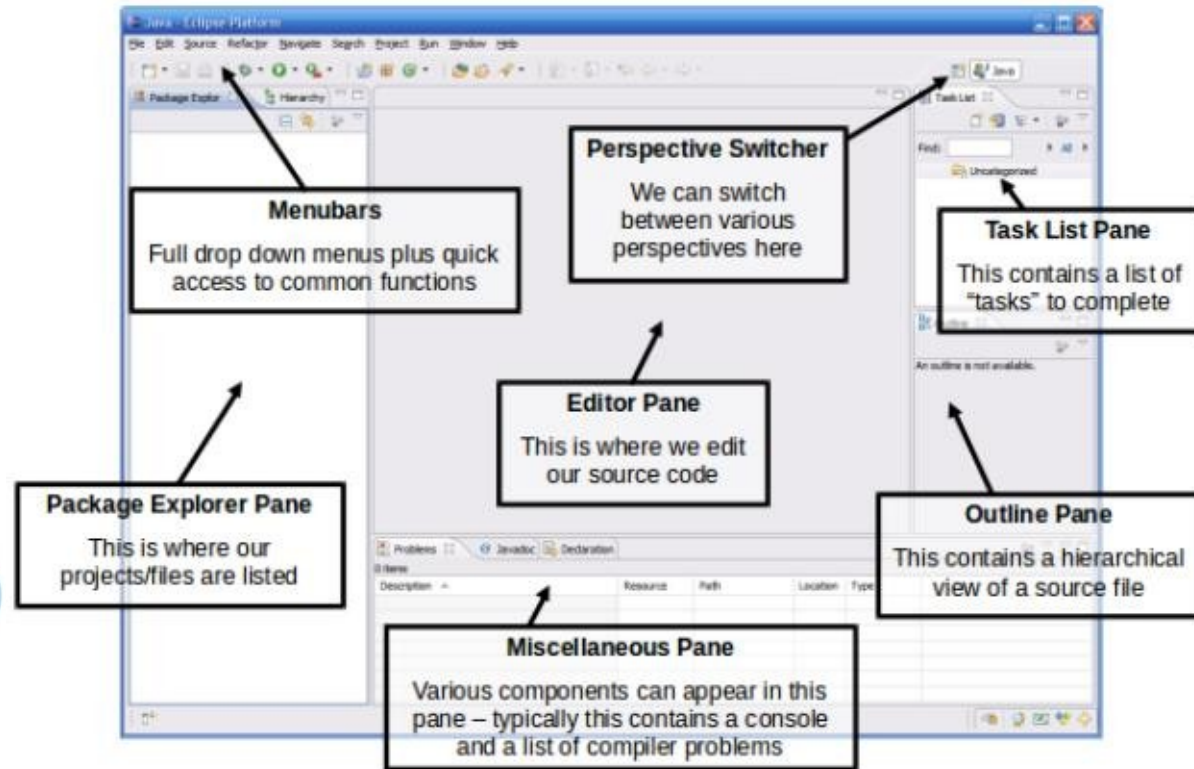 Java - Eclipse Platform
File Edit Source Refactor Navigate Search Project Run Window Help
Java
Package Explor
Hierarchy
Task List
Find:
All
Uncategorized
Perspective Switcher
We can switch
between various
perspectives here
Menubars
Full drop down menus plus quick
access to common functions
Task List Pane
This contains a list of
“tasks” to complete
An outline is not available.
Editor Pane
This is where we edit
our source code
Package Explorer Pane
This is where our
projects/files are listed
Outline Pane
This contains a hierarchical
view of a source file
Problems
Javadoc
Declaration
0 items
Description
Resource
Path
Location
Type
Miscellaneous Pane
Various components can appear in this
pane – typically this contains a console
and a list of compiler problems